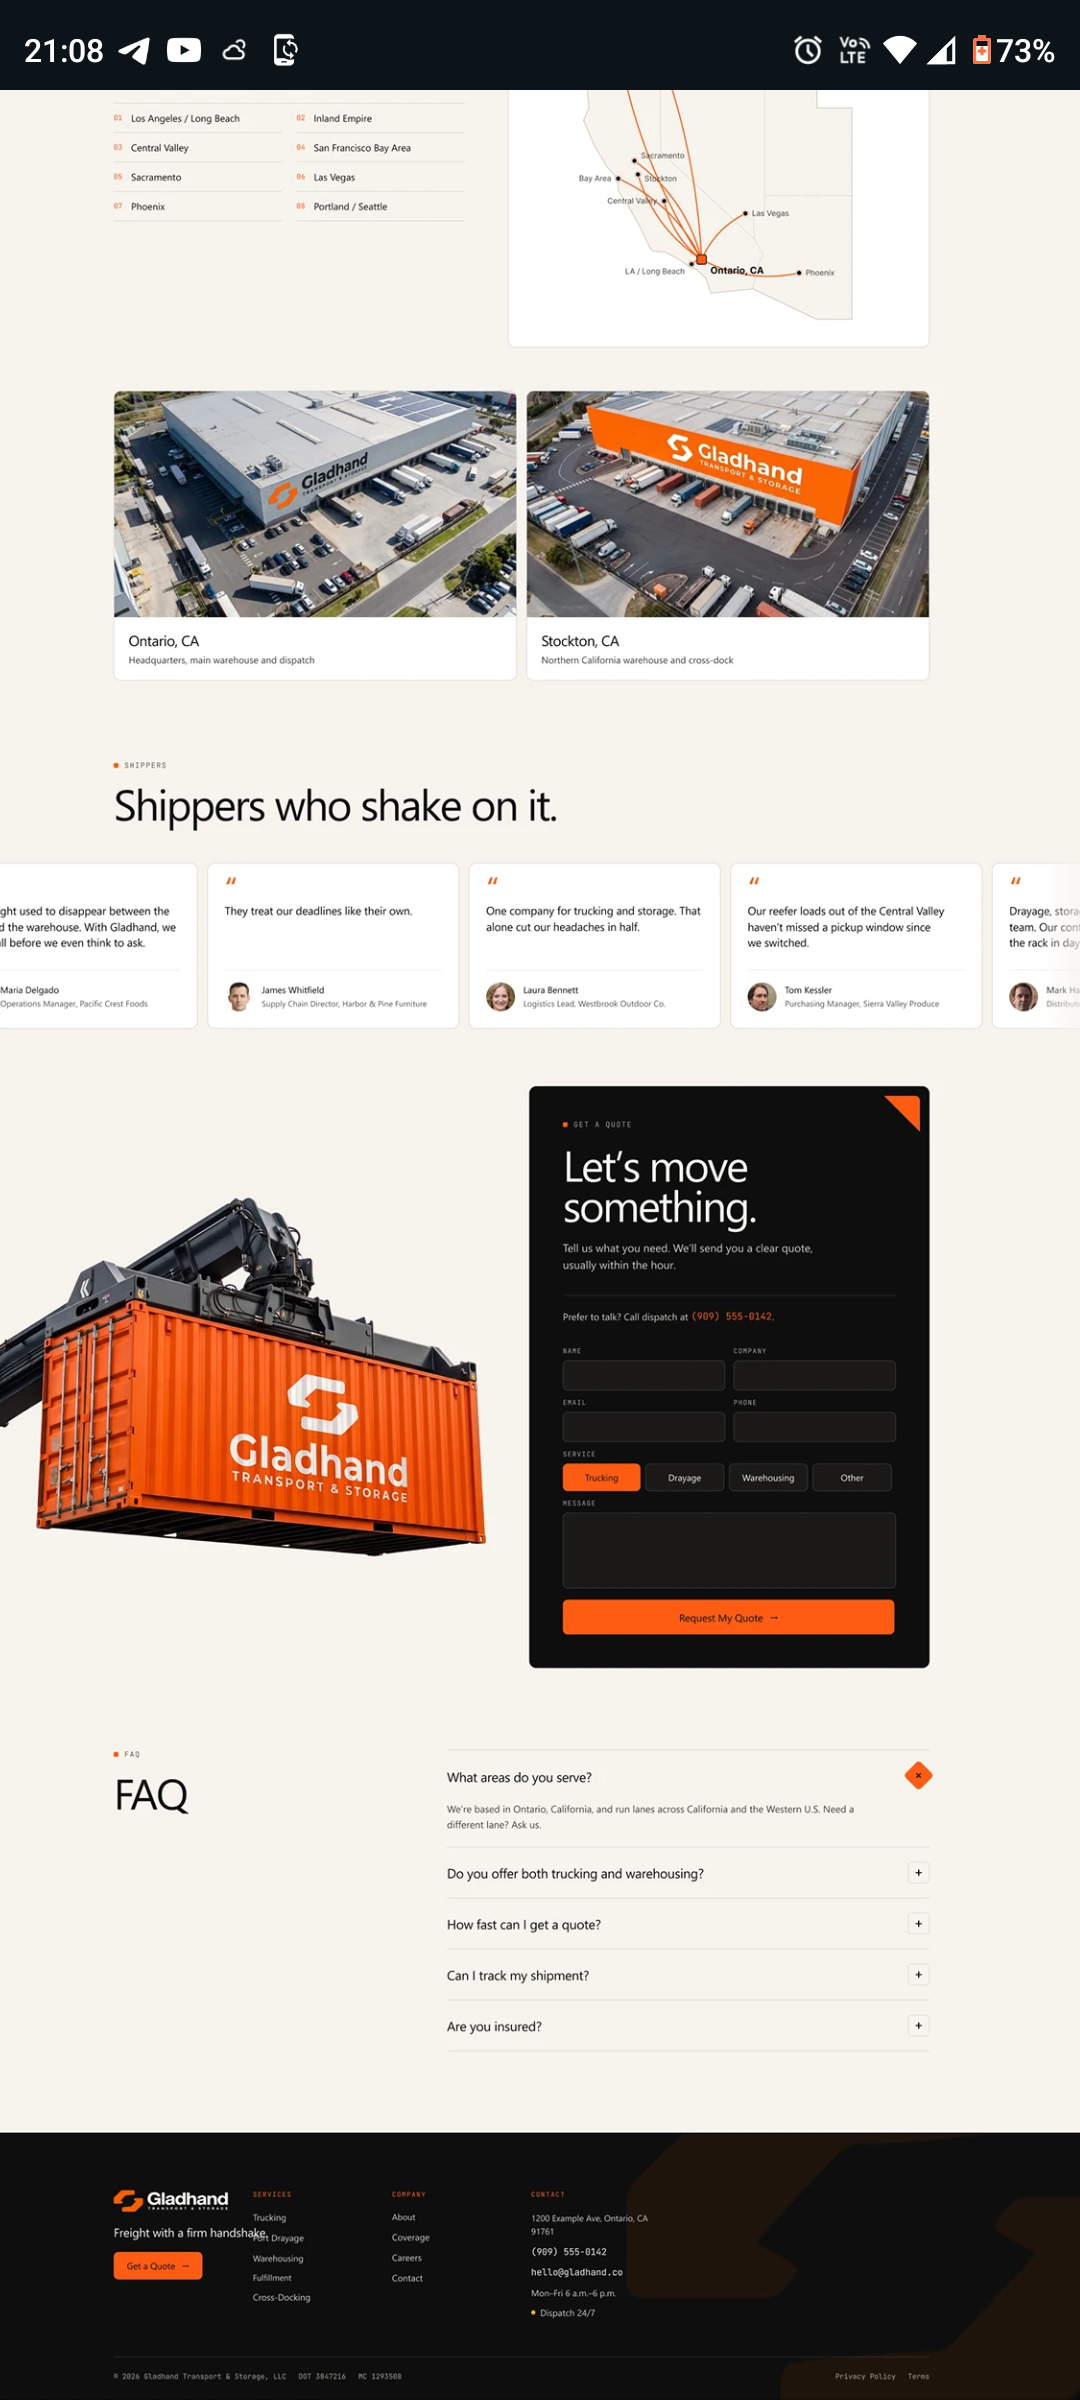 21:08
Vo LTE
73%
01 Los Angeles / Long Beach
02 Inland Empire
03 Central Valley
04 San Francisco Bay Area
05 Sacramento
06 Las Vegas
07 Phoenix
08 Portland / Seattle
Sacramento
Bay Area
Stockton
Central Valley
Las Vegas
LA / Long Beach
Ontario, CA
Phoenix
Gladhand
TRANSPORT & STORAGE
Gladhand
TRANSPORT & STORAGE
Ontario, CA
Headquarters, main warehouse and dispatch
Stockton, CA
Northern California warehouse and cross-dock
SHIPPERS
Shippers who shake on it.
ght used to disappear between the
d the warehouse. With Gladhand, we
ll before we even think to ask.
Maria Delgado
Operations Manager, Pacific Crest Foods
“
They treat our deadlines like their own.
James Whitfield
Supply Chain Director, Harbor & Pine Furniture
“
One company for trucking and storage. That
alone cut our headaches in half.
Laura Bennett
Logistics Lead, Westbrook Outdoor Co.
“
Our reefer loads out of the Central Valley
haven't missed a pickup window since
we switched.
Tom Kessler
Purchasing Manager, Sierra Valley Produce
“
Drayage, stora
team. Our con
the rack in day
Mark Ha
Distributi
GET A QUOTE
Let's move
something.
Tell us what you need. We'll send you a clear quote,
usually within the hour.
Prefer to talk? Call dispatch at (909) 555-0142.
NAME
COMPANY
EMAIL
PHONE
SERVICE
Trucking
Drayage
Warehousing
Other
MESSAGE
Request My Quote →
Gladhand
TRANSPORT & STORAGE
FAQ
FAQ
What areas do you serve?
×
We're based in Ontario, California, and run lanes across California and the Western U.S. Need a
different lane? Ask us.
Do you offer both trucking and warehousing?
+
How fast can I get a quote?
+
Can I track my shipment?
+
Are you insured?
+
Gladhand
TRANSPORT & STORAGE
Freight with a firm handshake.
Get a Quote →
SERVICES
Trucking
Port Drayage
Warehousing
Fulfillment
Cross-Docking
COMPANY
About
Coverage
Careers
Contact
CONTACT
1200 Example Ave, Ontario, CA
91761
(909) 555-0142
hello@gladhand.co
Mon–Fri 6 a.m.–6 p.m.
Dispatch 24/7
© 2026 Gladhand Transport & Storage, LLC DOT 3847216 MC 1293508
Privacy Policy Terms